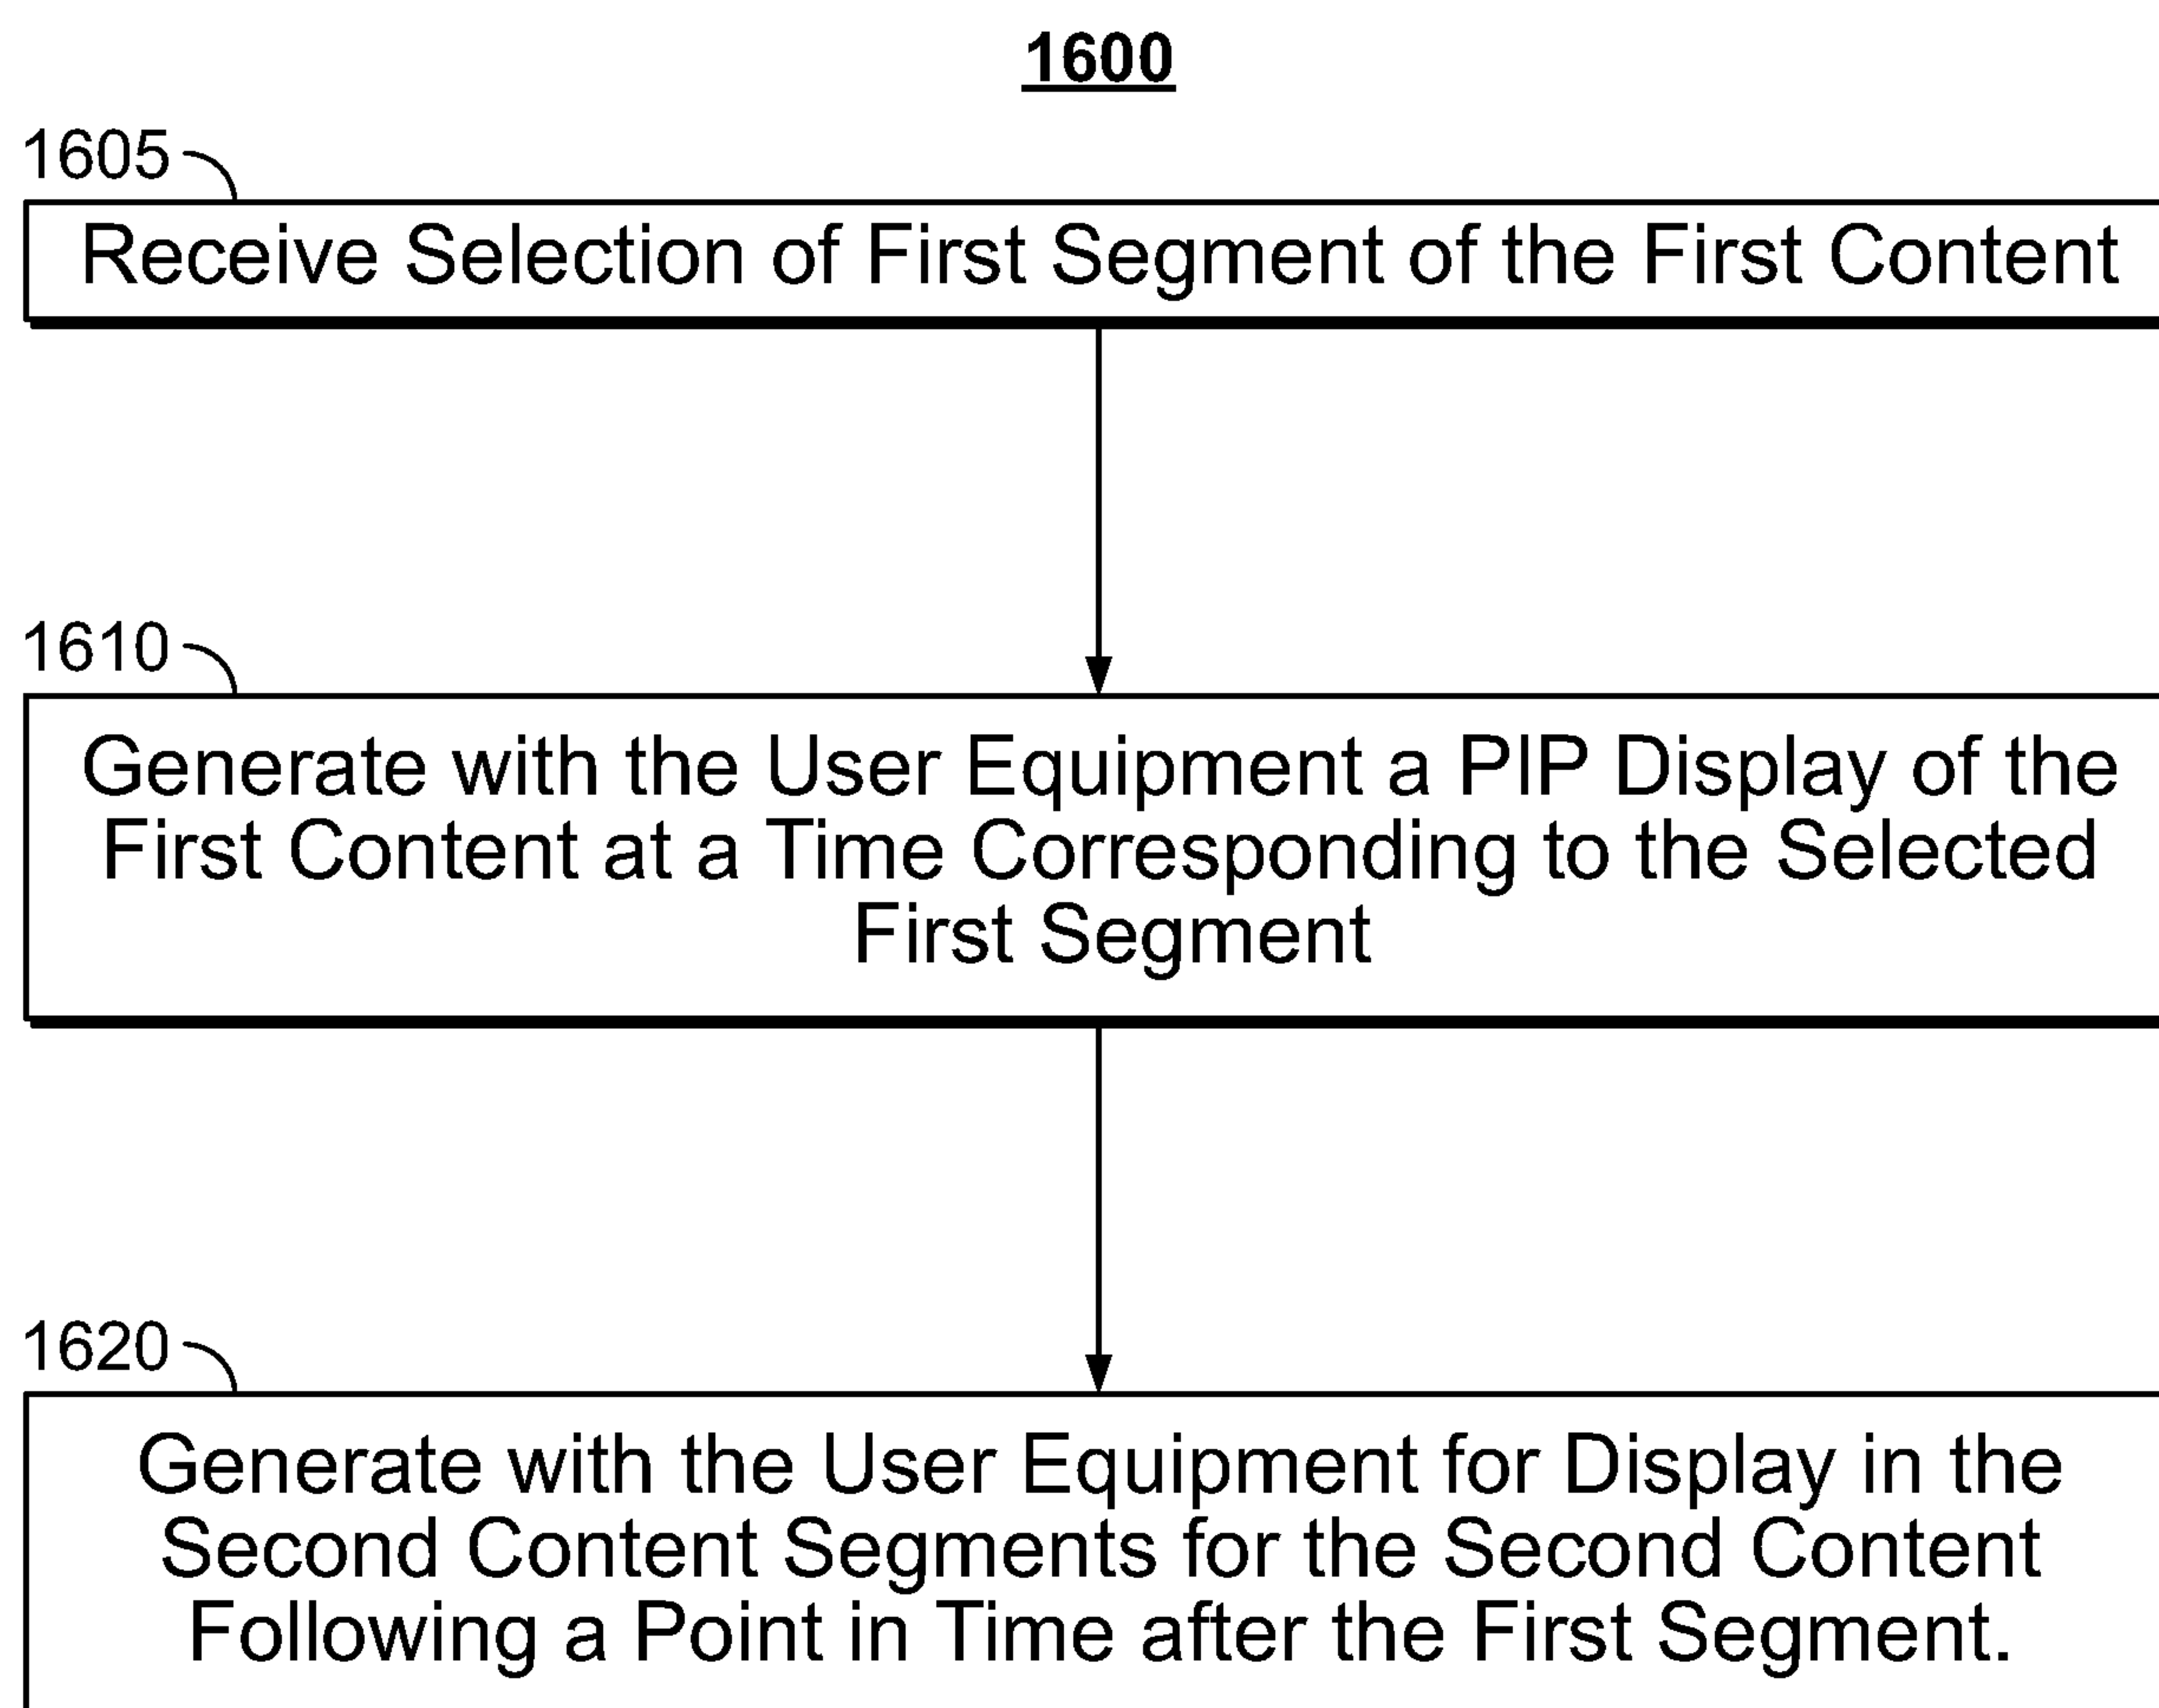 1600
1605
Receive Selection of First Segment of the First Content
1610
Generate with the User Equipment a PIP Display of the
First Content at a Time Corresponding to the Selected
First Segment
1620
Generate with the User Equipment for Display in the
Second Content Segments for the Second Content
Following a Point in Time after the First Segment.